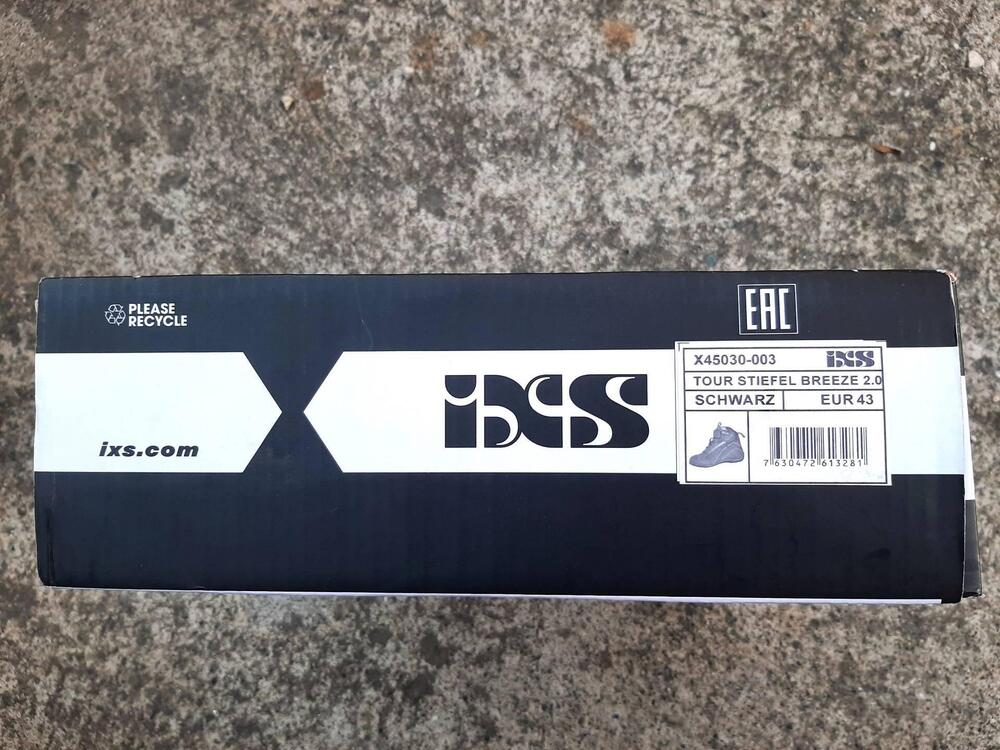 PLEASE
RECYCLE
EAC
X45030-003 iXS
TOUR STIEFEL BREEZE 2.0
SCHWARZ EUR 43
7 630472 613281
iXS
ixs.com